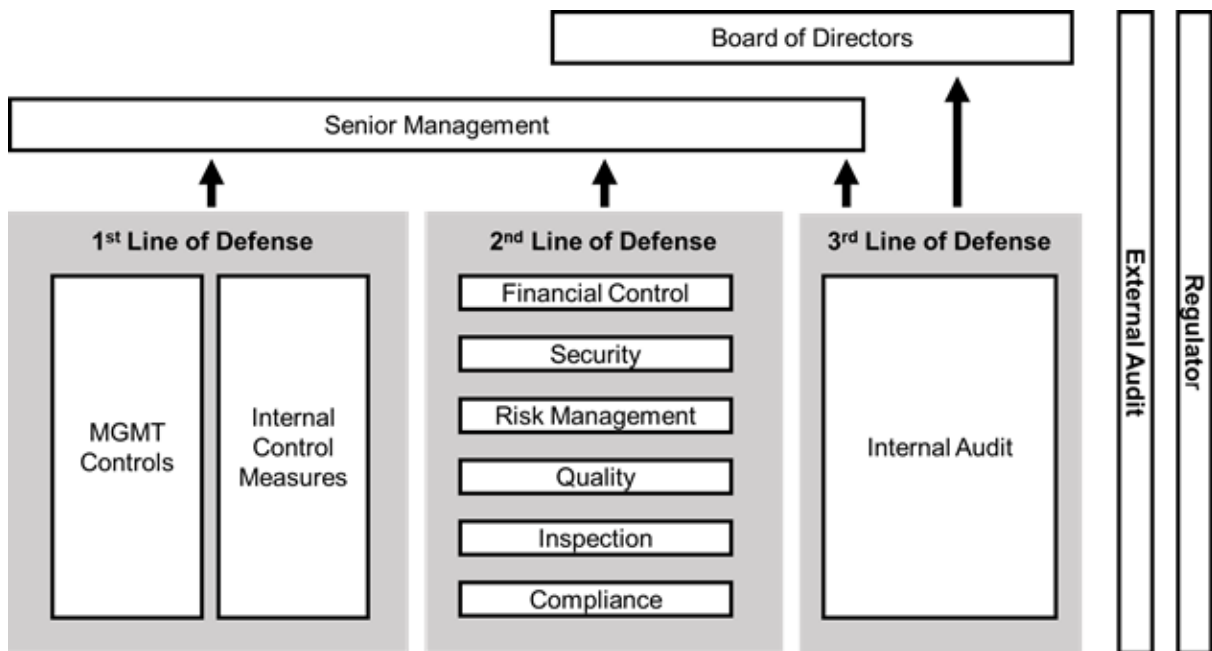 Board of Directors
Senior Management
1st Line of Defense
2nd Line of Defense
3rd Line of Defense
MGMT
Controls
Internal
Control
Measures
Financial Control
Security
Risk Management
Quality
Inspection
Compliance
Internal Audit
External Audit
Regulator